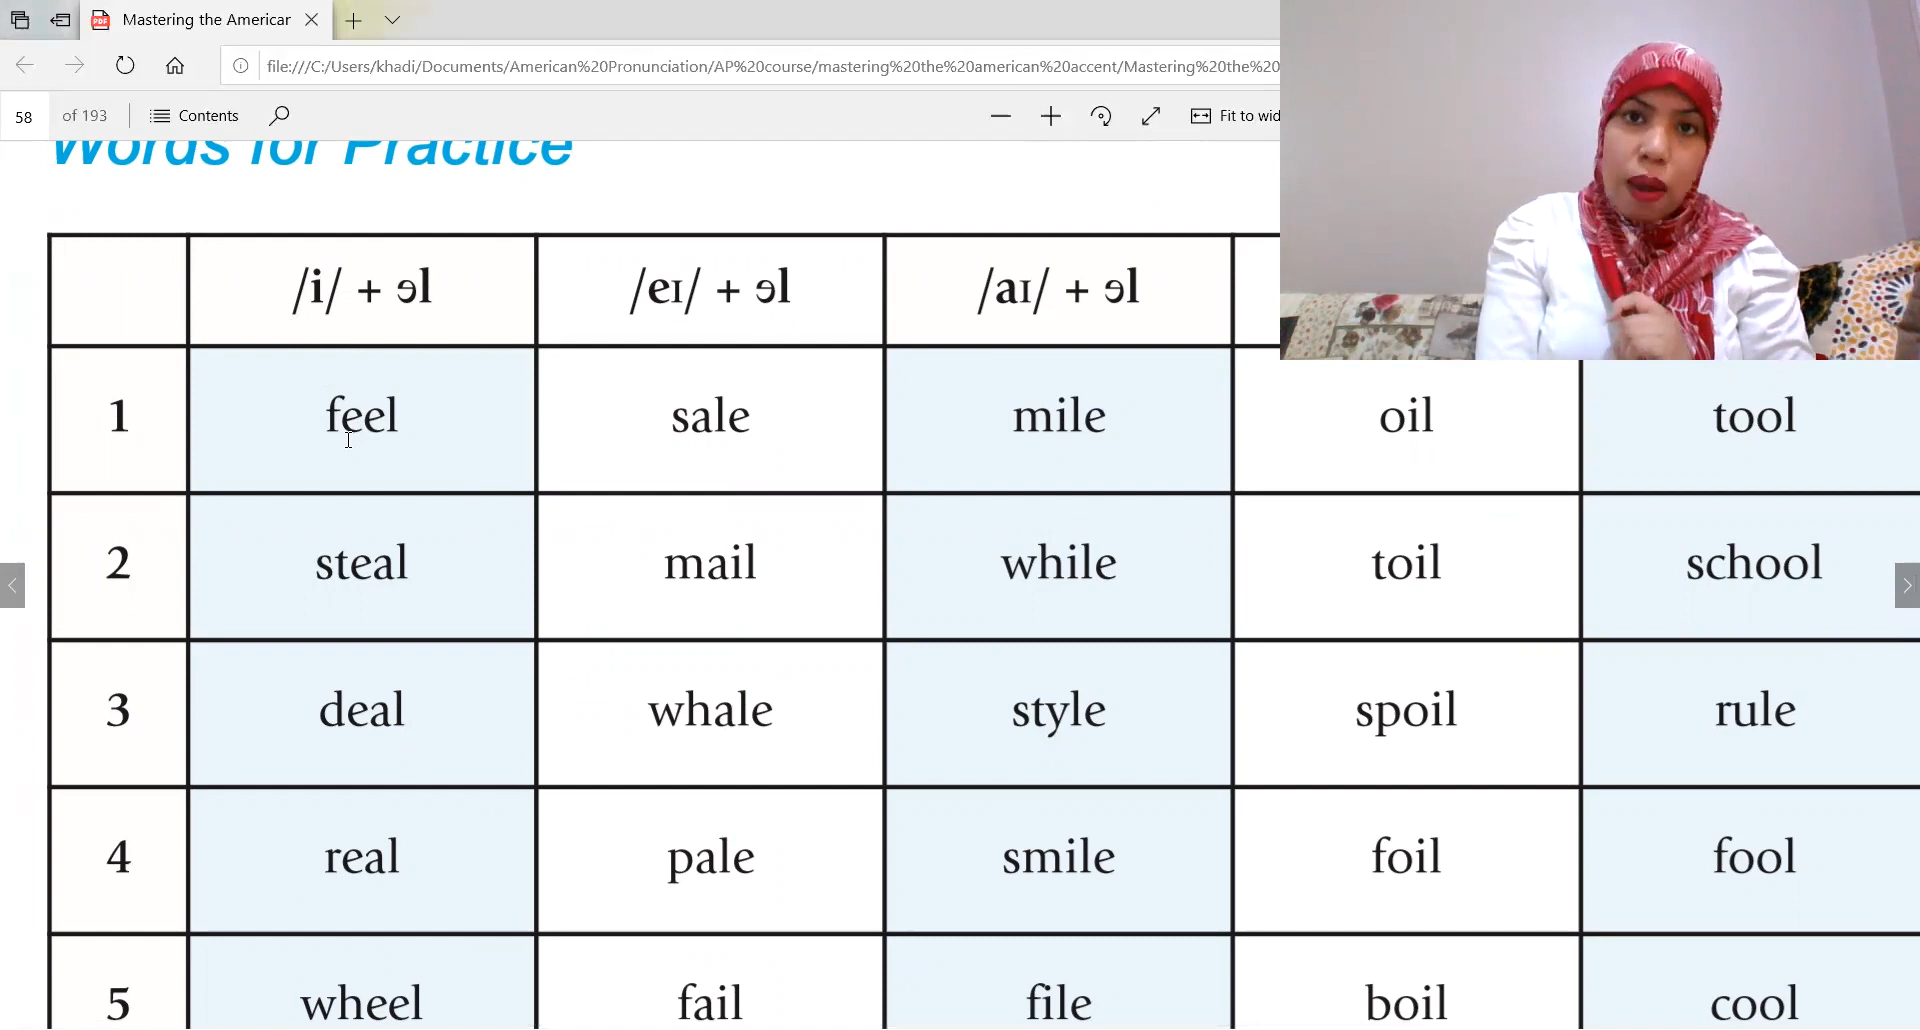 Mastering the Americar
file:///C:/Users/khadi/Documents/American%20Pronunciation/AP%20course/mastering%20the%20american%20accent/Mastering%20the%20
58 of 193 Contents Fit to wid
Words for Practice
/i/ + əl /eɪ/ + əl /aɪ/ + əl
1 feel sale mile oil tool
2 steal mail while toil school
3 deal whale style spoil rule
4 real pale smile foil fool
5 wheel fail file boil cool